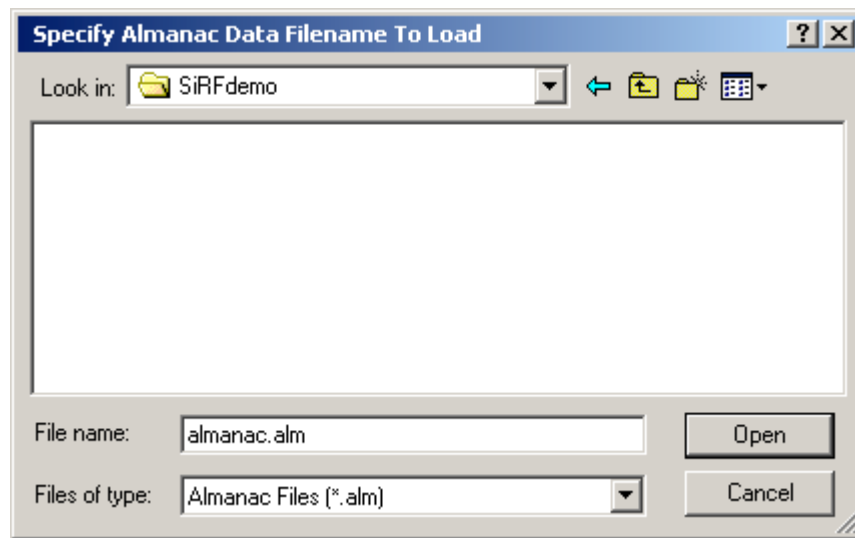 Specify Almanac Data Filename To Load
Look in: SiRFdemo
File name: almanac.alm Open
Files of type: Almanac Files (*.alm) Cancel